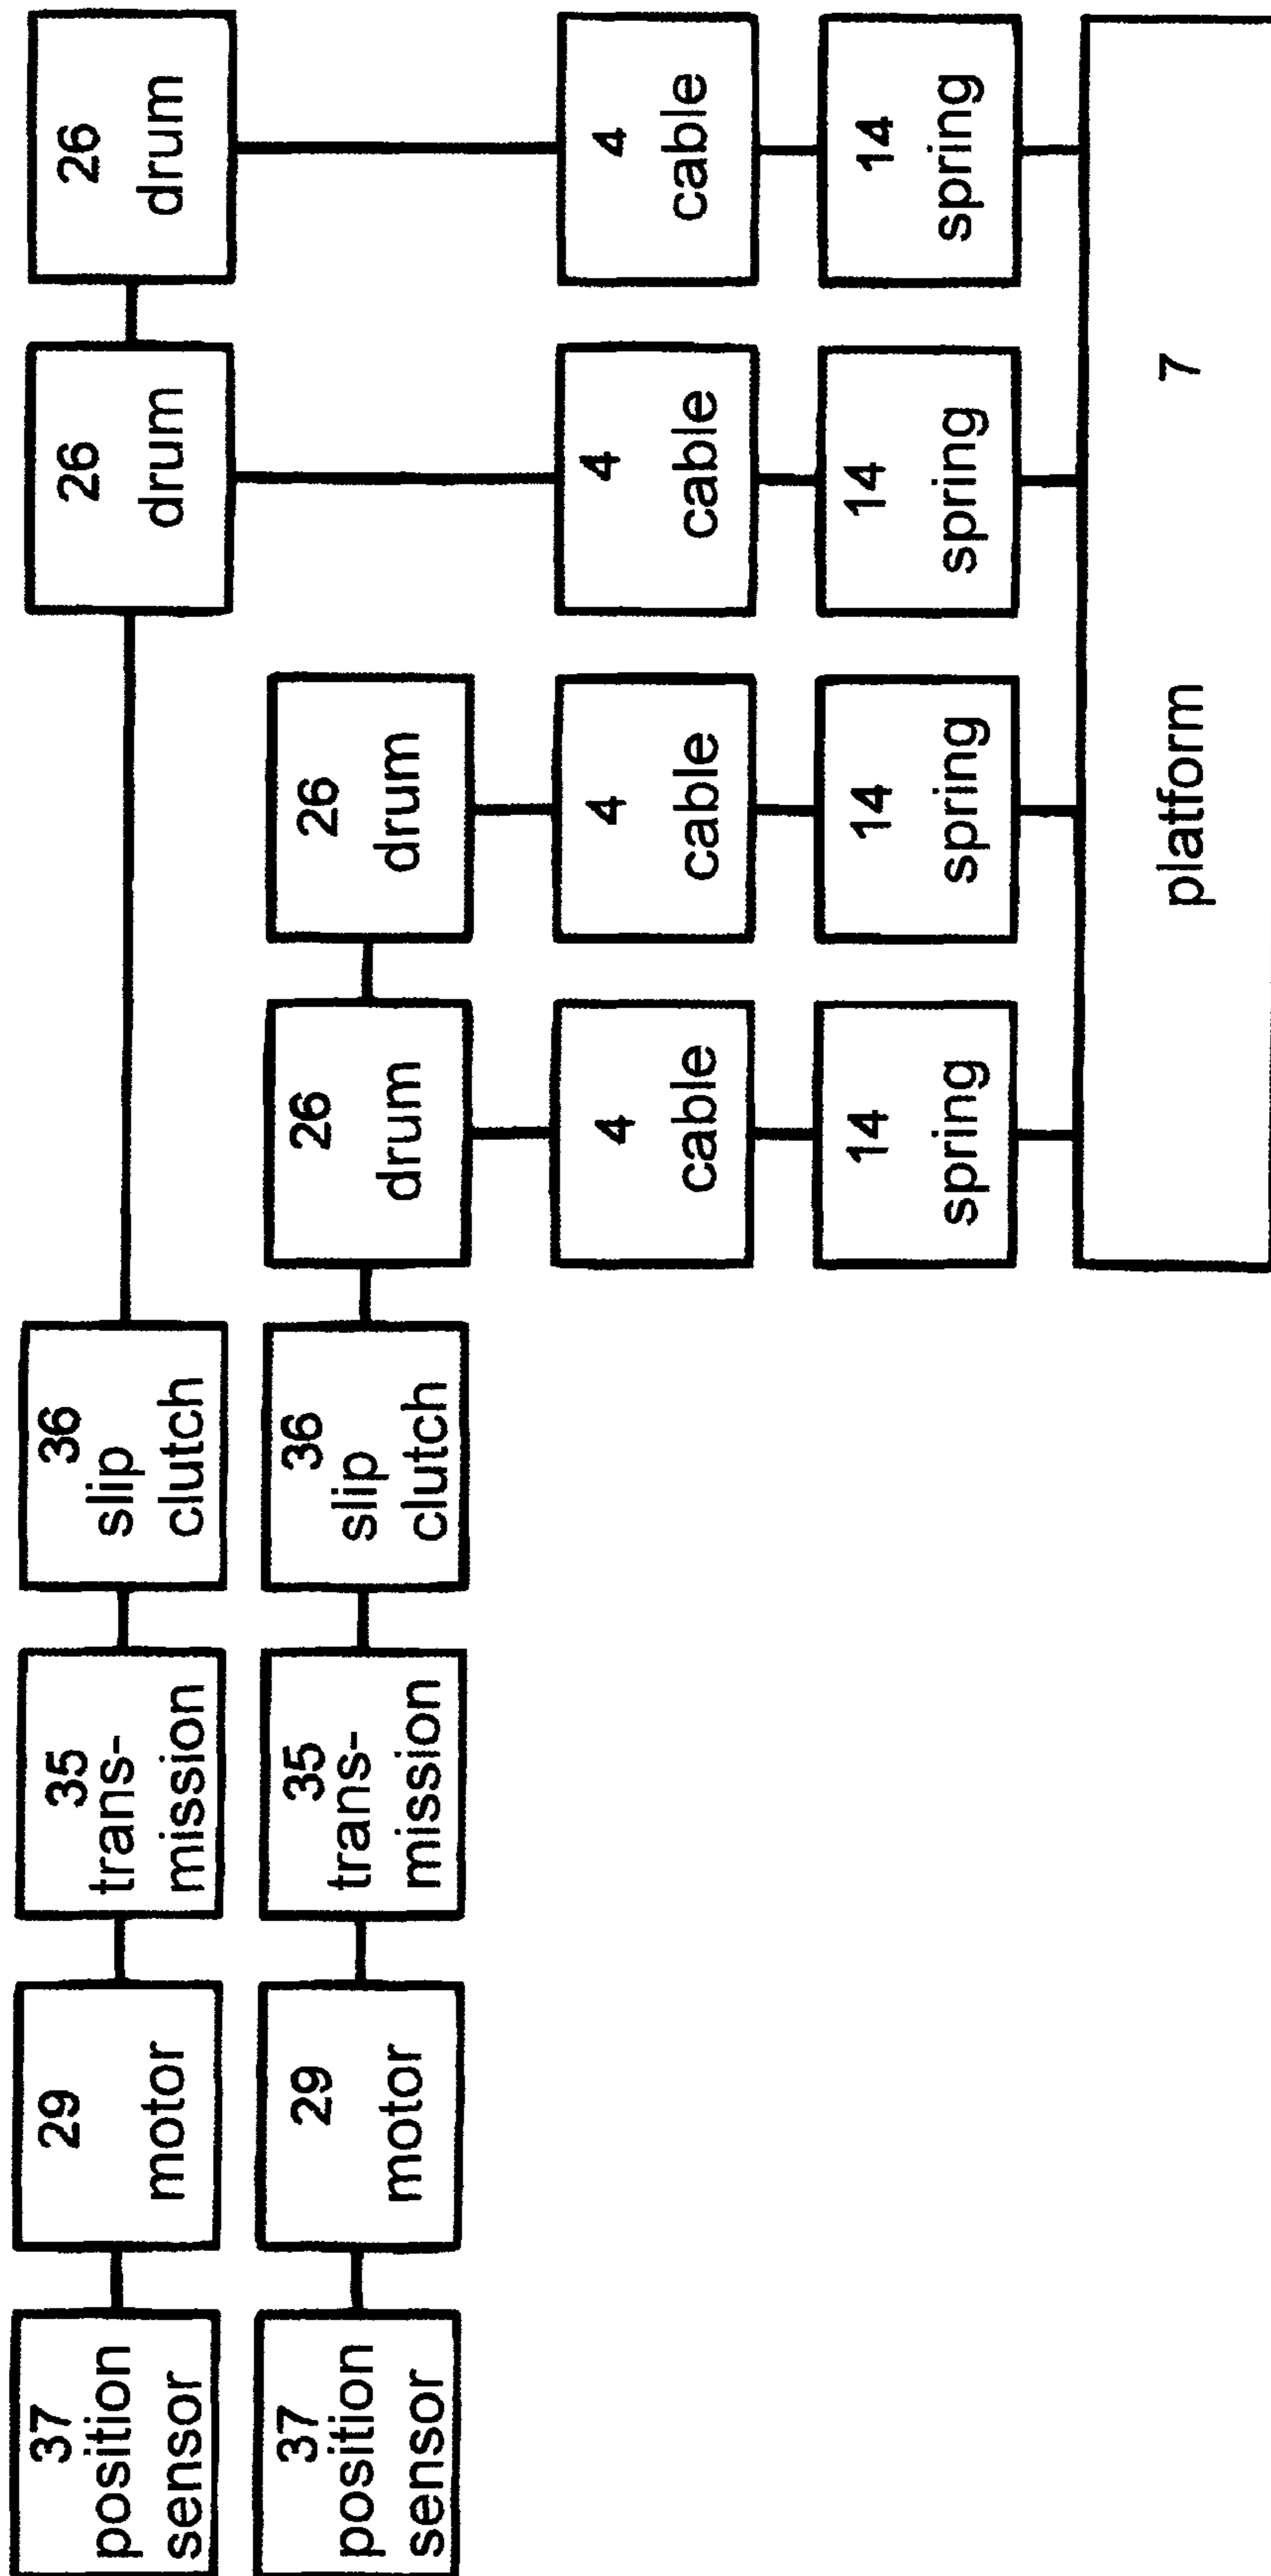 37
position
sensor
29
motor
35
trans-
mission
36
slip
clutch
26
drum
26
drum
37
position
sensor
29
motor
35
trans-
mission
36
slip
clutch
26
drum
26
drum
4
cable
4
cable
4
cable
4
cable
14
spring
14
spring
14
spring
14
spring
platform 7